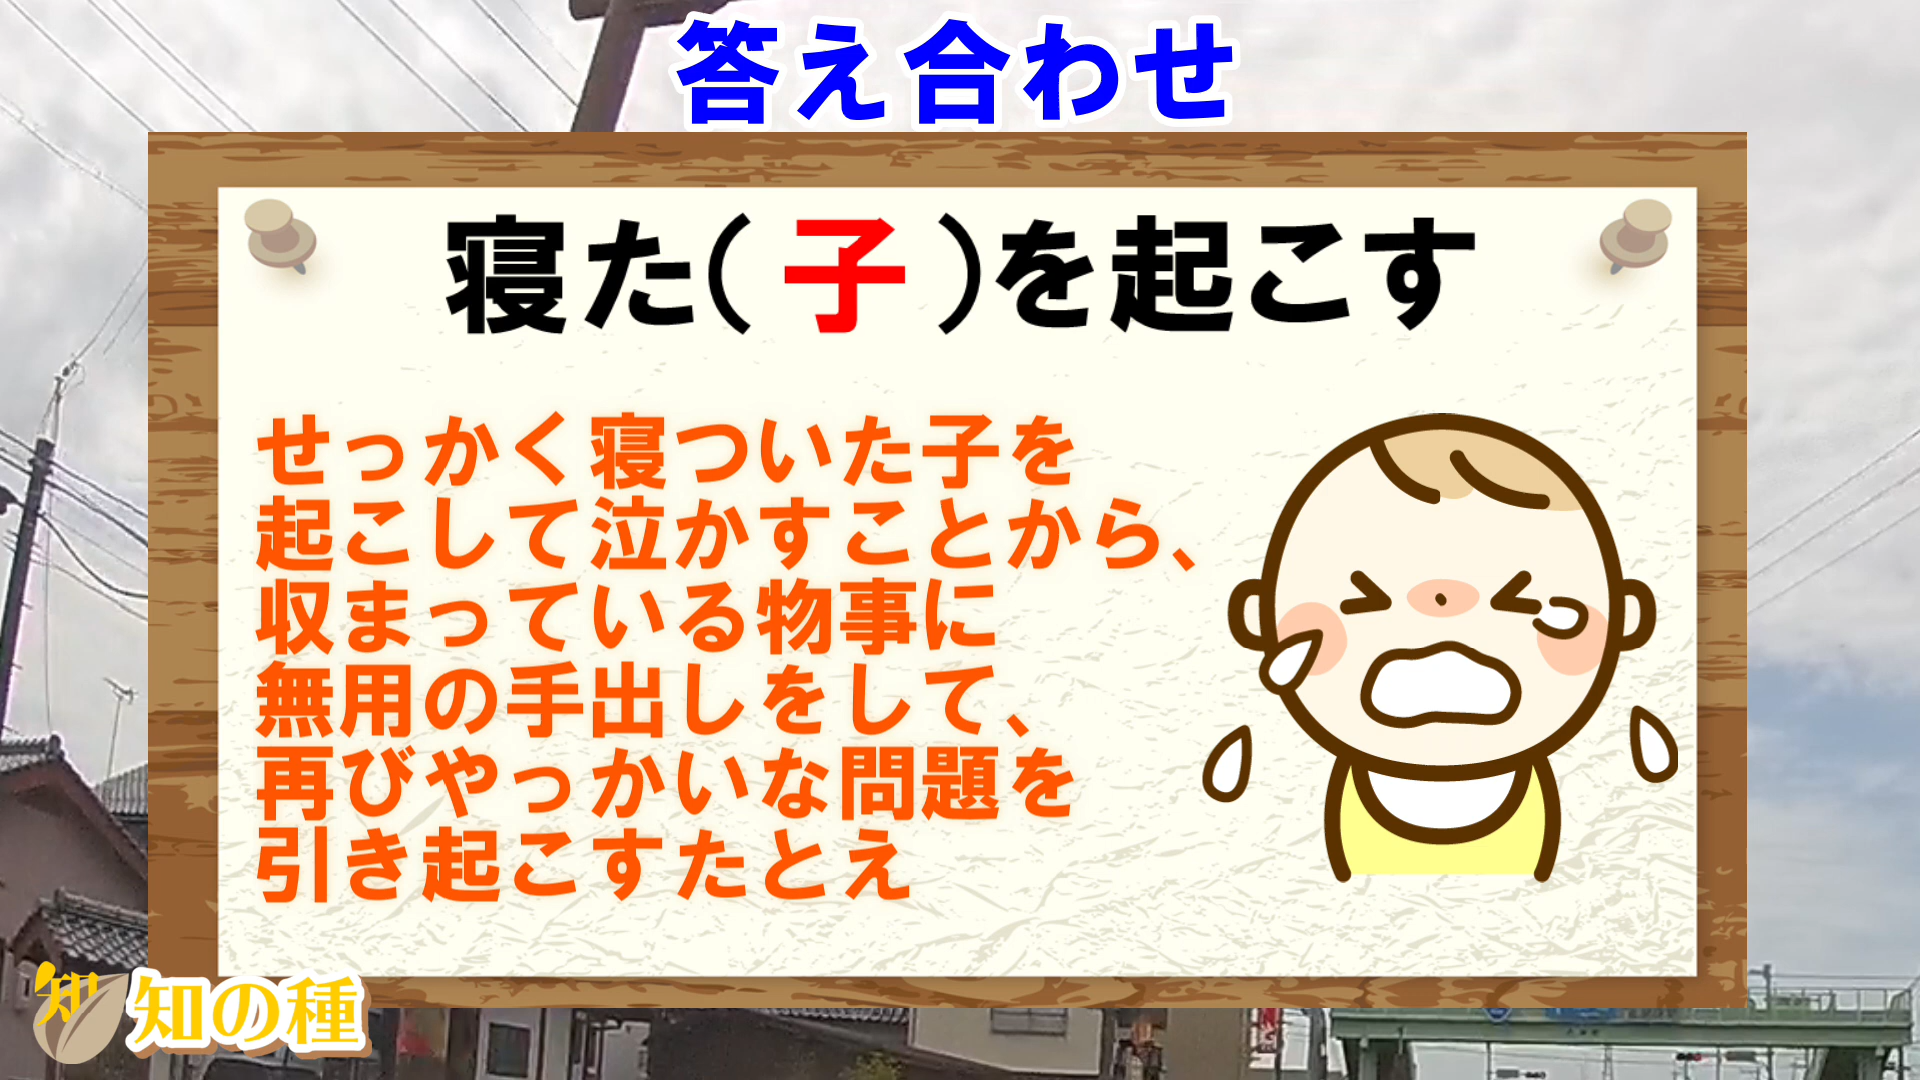 答え合わせ
寝た( 子 )を起こす
せっかく寝ついた子を
起こして泣かすことから、
収まっている物事に
無用の手出しをして、
再びやっかいな問題を
引き起こすたとえ
知 知の種